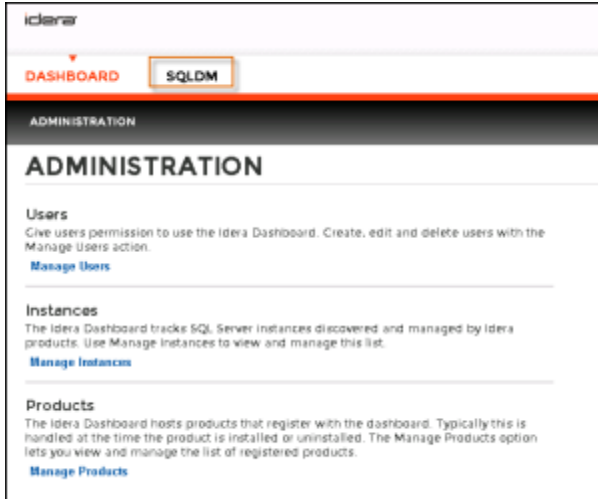 idera
DASHBOARD SQLDM
ADMINISTRATION
ADMINISTRATION
Users
Give users permission to use the Idera Dashboard. Create, edit and delete users with the
Manage Users action.
Manage Users
Instances
The Idera Dashboard tracks SQL Server instances discovered and managed by Idera
products. Use Manage Instances to view and manage this list.
Manage Instances
Products
The Idera Dashboard hosts products that register with the dashboard. Typically this is
handled at the time the product is installed or uninstalled. The Manage Products option
lets you view and manage the list of registered products.
Manage Products